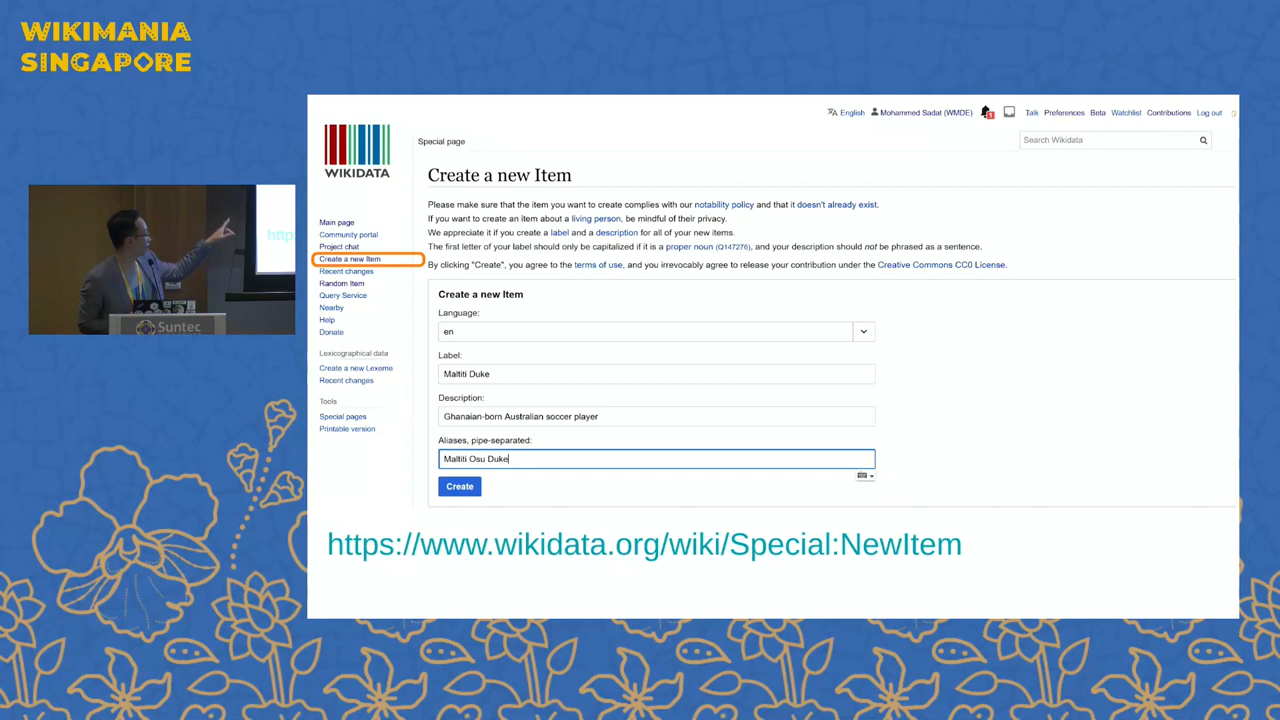 WIKIMANIA
SINGAPORE
English
Mohammed Sadat (WMDE)
1
Talk
Preferences
Beta
Watchlist
Contributions
Log out
WIKIDATA
Special page
Search Wikidata
Create a new Item
Please make sure that the item you want to create complies with our notability policy and that it doesn't already exist.
If you want to create an item about a living person, be mindful of their privacy.
We appreciate it if you create a label and a description for all of your new items.
The first letter of your label should only be capitalized if it is a proper noun (Q147276), and your description should not be phrased as a sentence.
By clicking "Create", you agree to the terms of use, and you irrevocably agree to release your contribution under the Creative Commons CC0 License.
Main page
Community portal
Project chat
Create a new Item
Recent changes
Random Item
Query Service
Nearby
Help
Donate
Lexicographical data
Create a new Lexeme
Recent changes
Tools
Special pages
Printable version
Create a new Item
Language:
en
Label:
Maltiti Duke
Description:
Ghanaian-born Australian soccer player
Aliases, pipe-separated:
Maltiti Osu Duke
Create
https://www.wikidata.org/wiki/Special:NewItem
http
Suntec